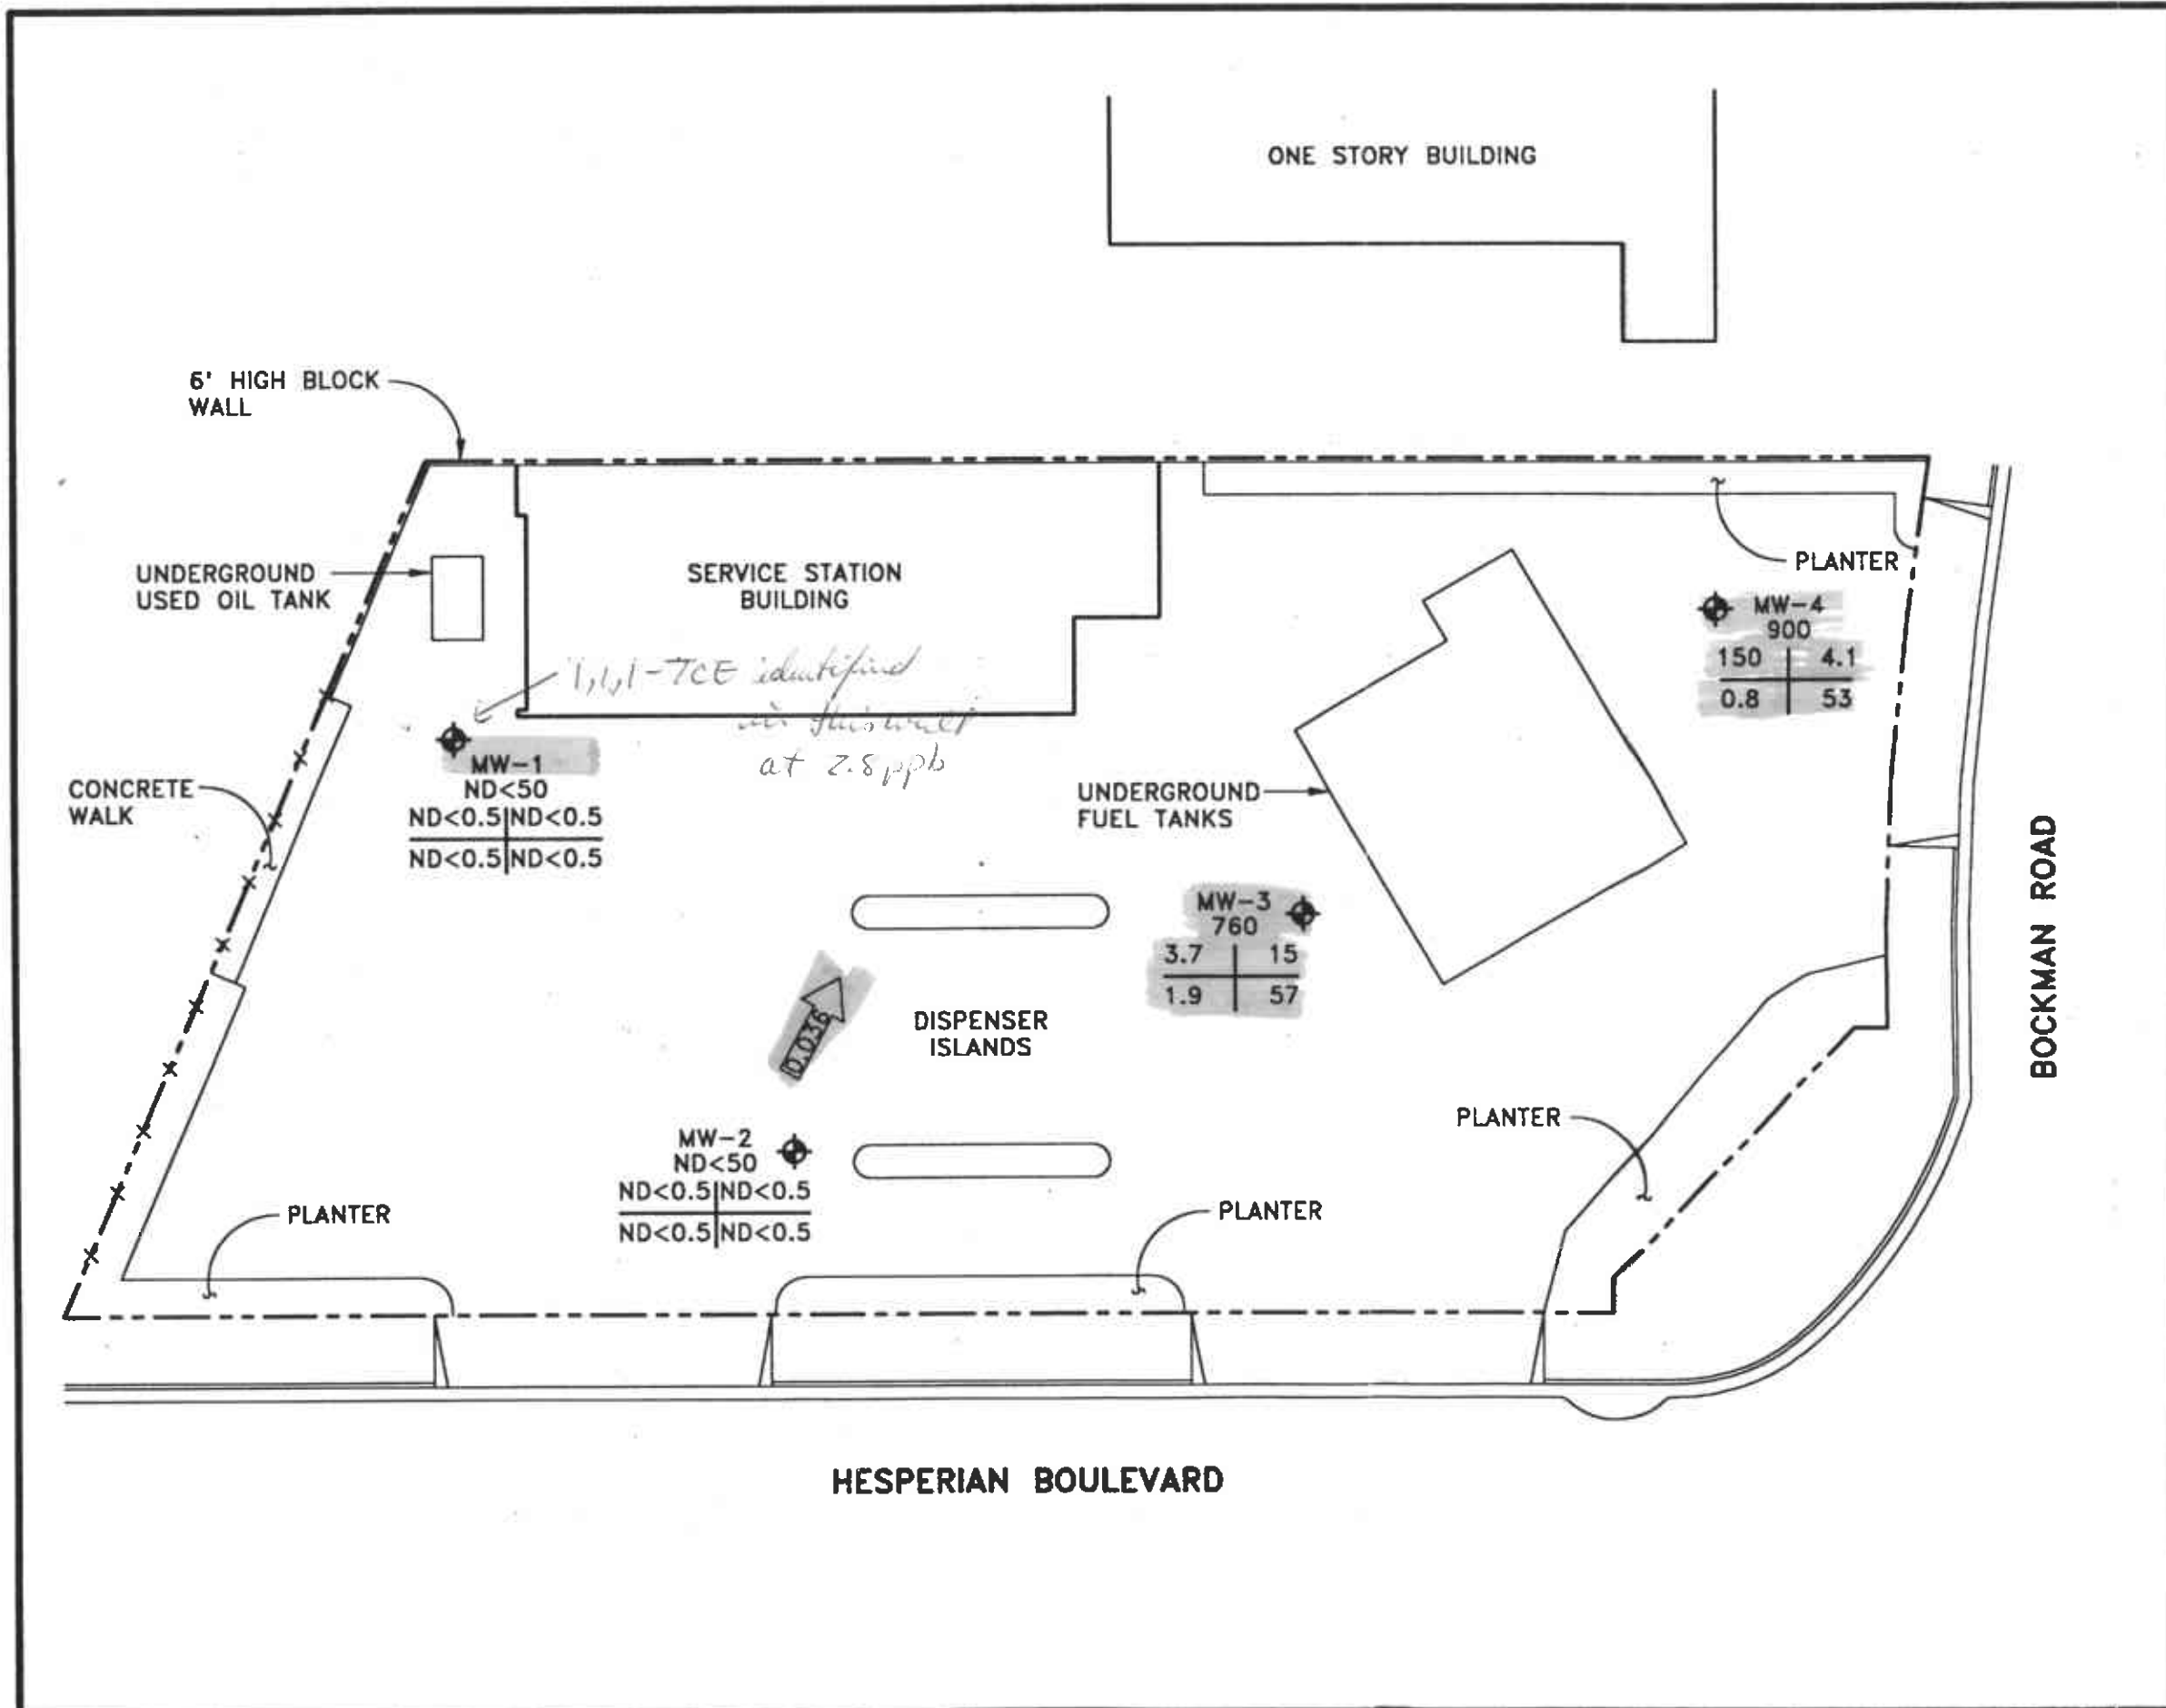 ONE STORY BUILDING
6' HIGH BLOCK
WALL
UNDERGROUND
USED OIL TANK
SERVICE STATION
BUILDING
PLANTER
MW-4
900
150 | 4.1
0.8 | 53
1,1,1-TCE identified
in this well
at 2.8 ppb
MW-1
ND<50
ND<0.5|ND<0.5
ND<0.5|ND<0.5
CONCRETE
WALK
UNDERGROUND
FUEL TANKS
BOCKMAN ROAD
MW-3
760
3.7 | 15
1.9 | 57
0.036
DISPENSER
ISLANDS
MW-2
ND<50
ND<0.5|ND<0.5
ND<0.5|ND<0.5
PLANTER
PLANTER
PLANTER
HESPERIAN BOULEVARD